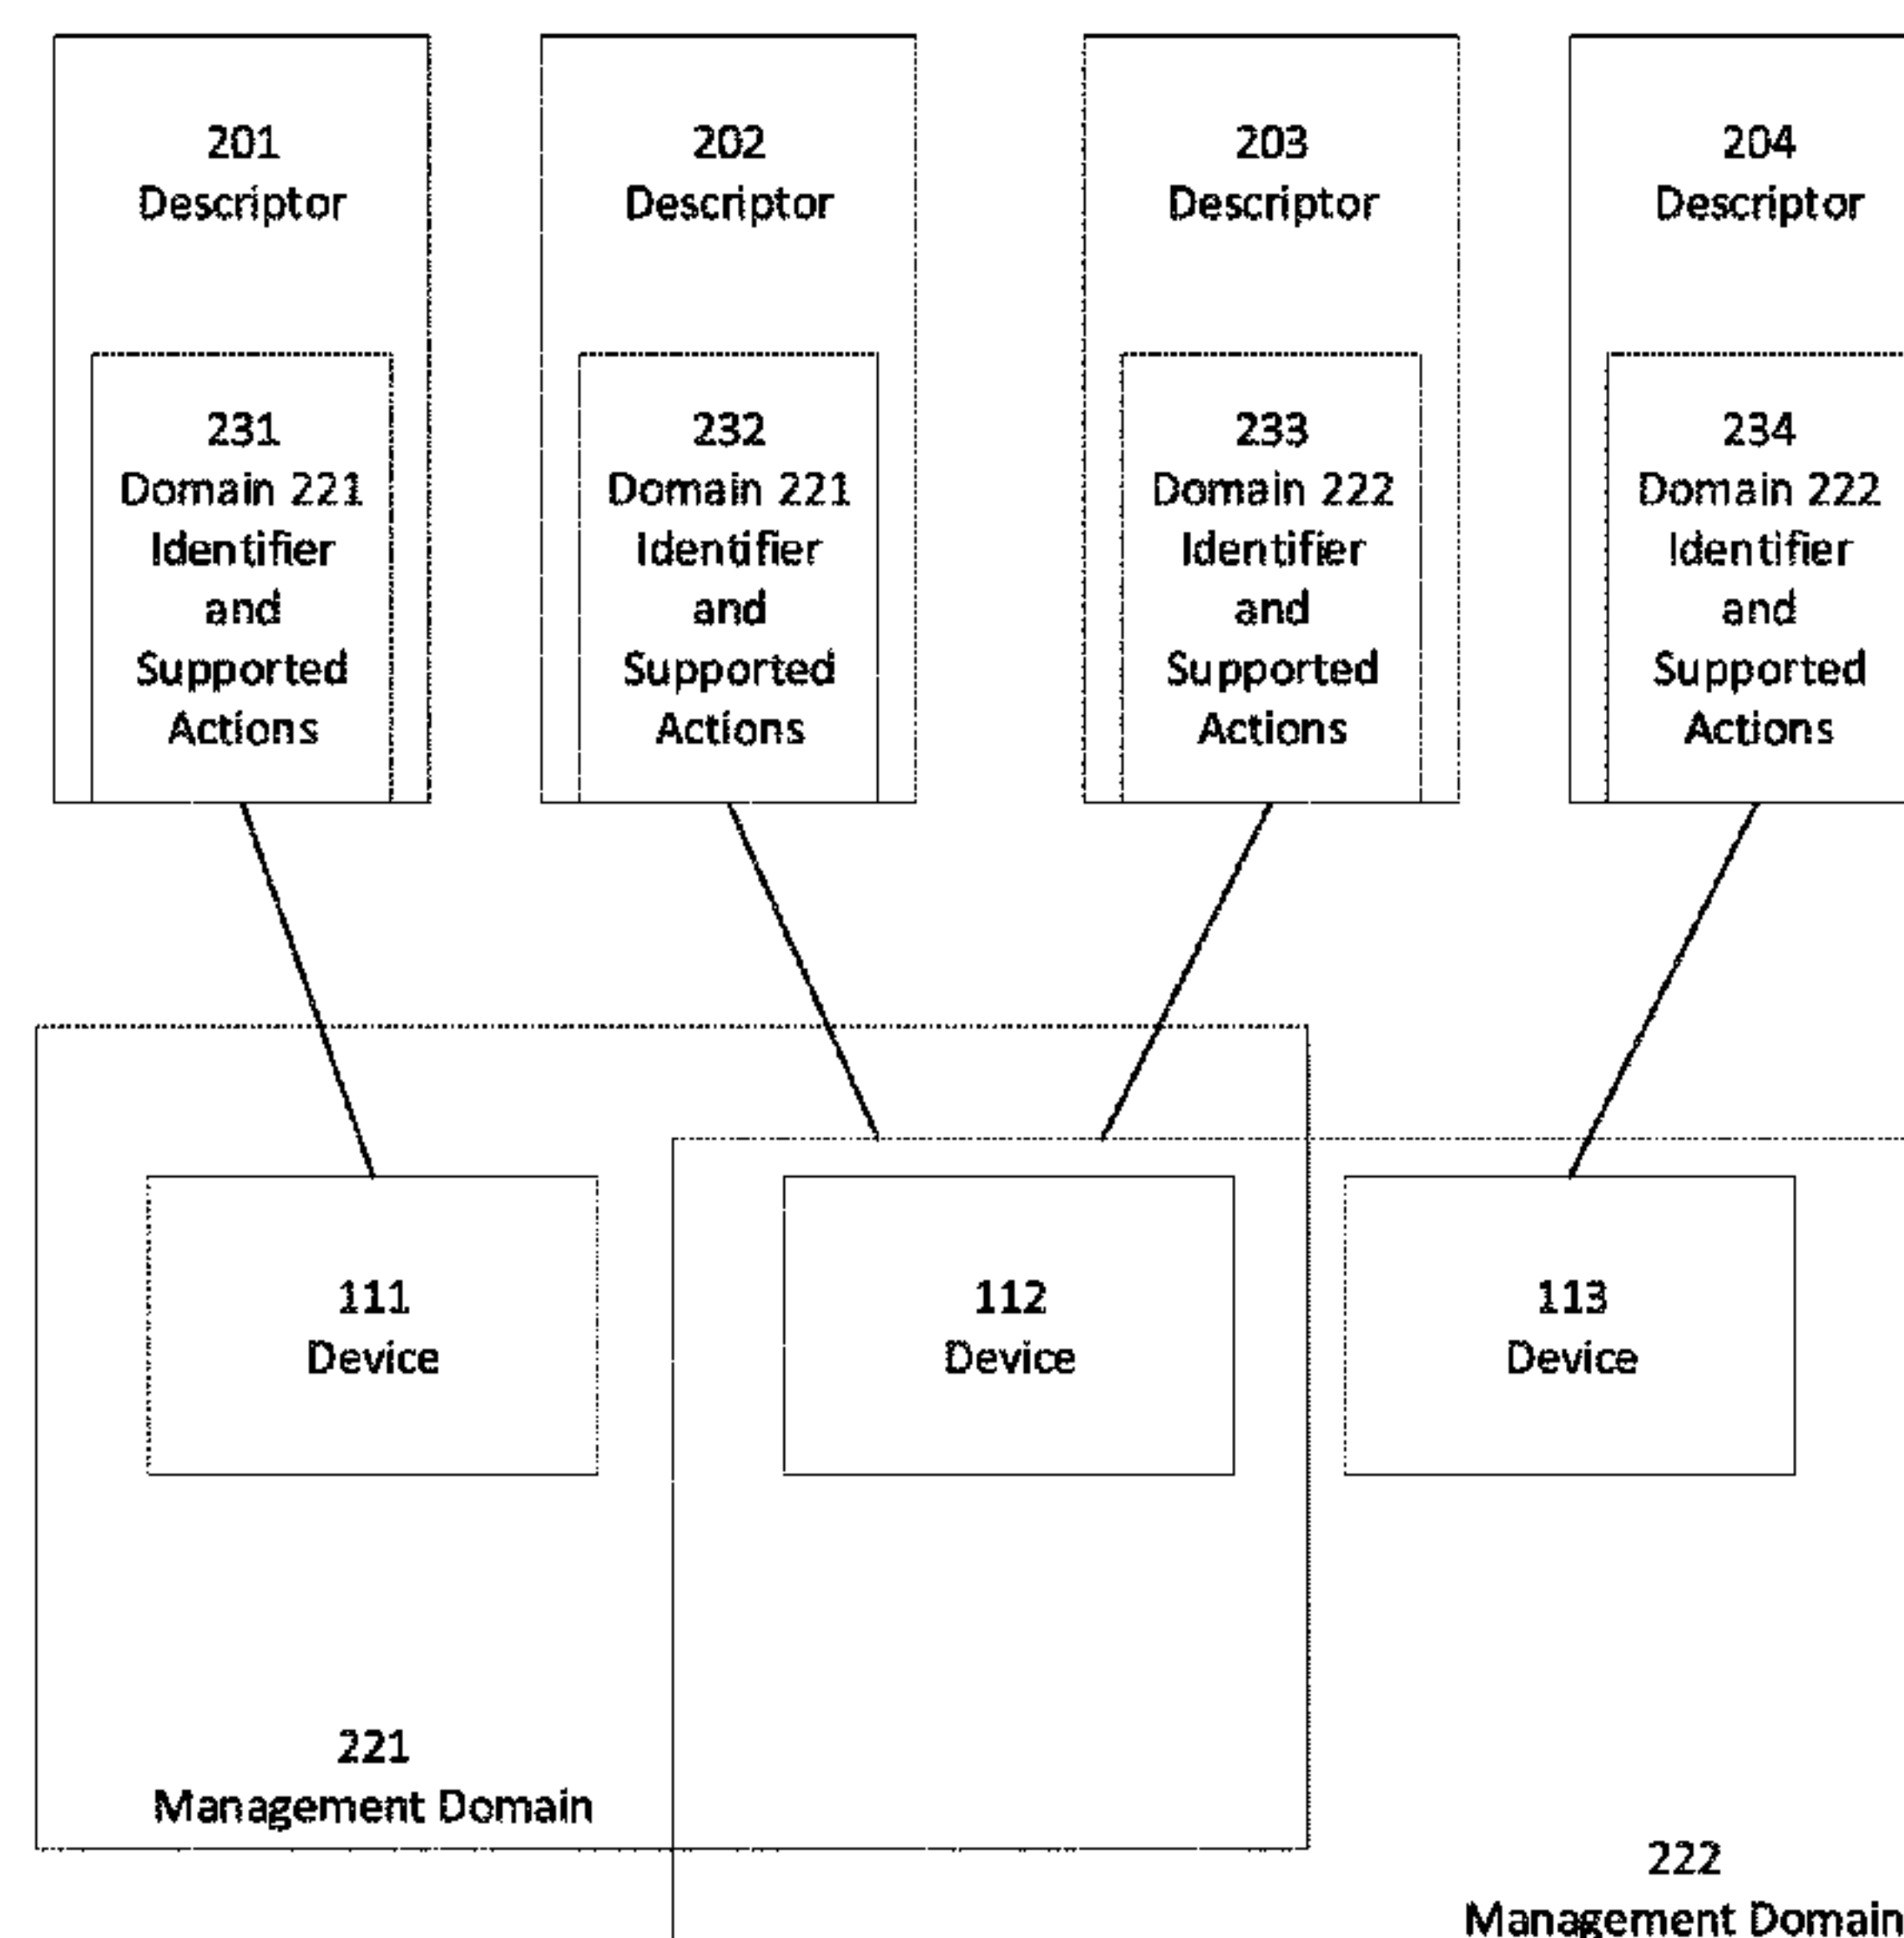 201
Descriptor
202
Descriptor
203
Descriptor
204
Descriptor
231
Domain 221
Identifier
and
Supported
Actions
232
Domain 221
Identifier
and
Supported
Actions
233
Domain 222
Identifier
and
Supported
Actions
234
Domain 222
Identifier
and
Supported
Actions
111
Device
112
Device
113
Device
221
Management Domain
222
Management Domain